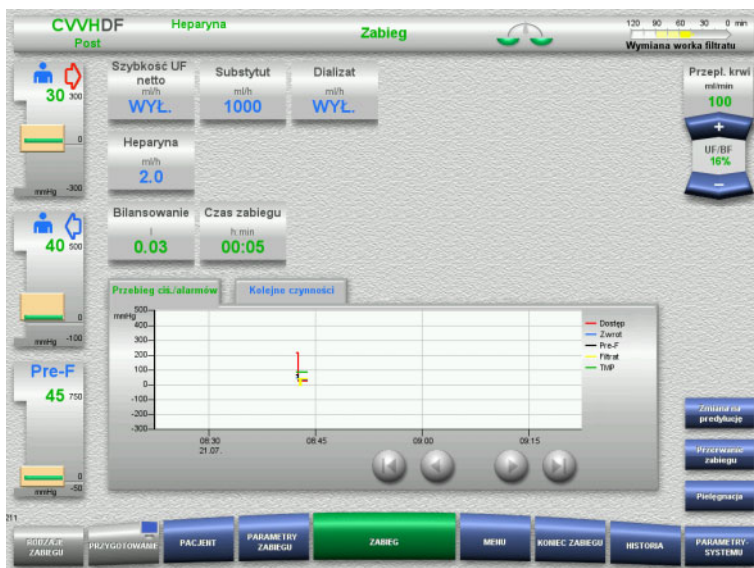 CVVHDF Heparyna Zabieg 120 90 60 30 0 min
Post Wymiana worka filtratu
30 300
0
mmHg -300
40 500
0
mmHg -100
Pre-F
45 750
0
mmHg -50
Szybkość UF netto
ml/h
WYŁ.
Substytut
ml/h
1000
Dializat
ml/h
WYŁ.
Heparyna
ml/h
2.0
Bilansowanie
l
0.03
Czas zabiegu
h:min
00:05
Przepł. krwi
ml/min
100
+
UF/BF
16%
−
Przebieg ciś./alarmów Kolejne czynności
mmHg
500
400
300
200
100
0
-100
-200
-300
08:30 08:45 09:00 09:15
21.07.
Dostęp
Zwrot
Pre-F
Filtrat
TMP
Zmiana na predylucję
Przerwanie zabiegu
Pielęgnacja
211
RODZAJE ZABIEGU
PRZYGOTOWANIE
PACJENT
PARAMETRY ZABIEGU
ZABIEG
MENU
KONIEC ZABIEGU
HISTORIA
PARAMETRY- SYSTEMU